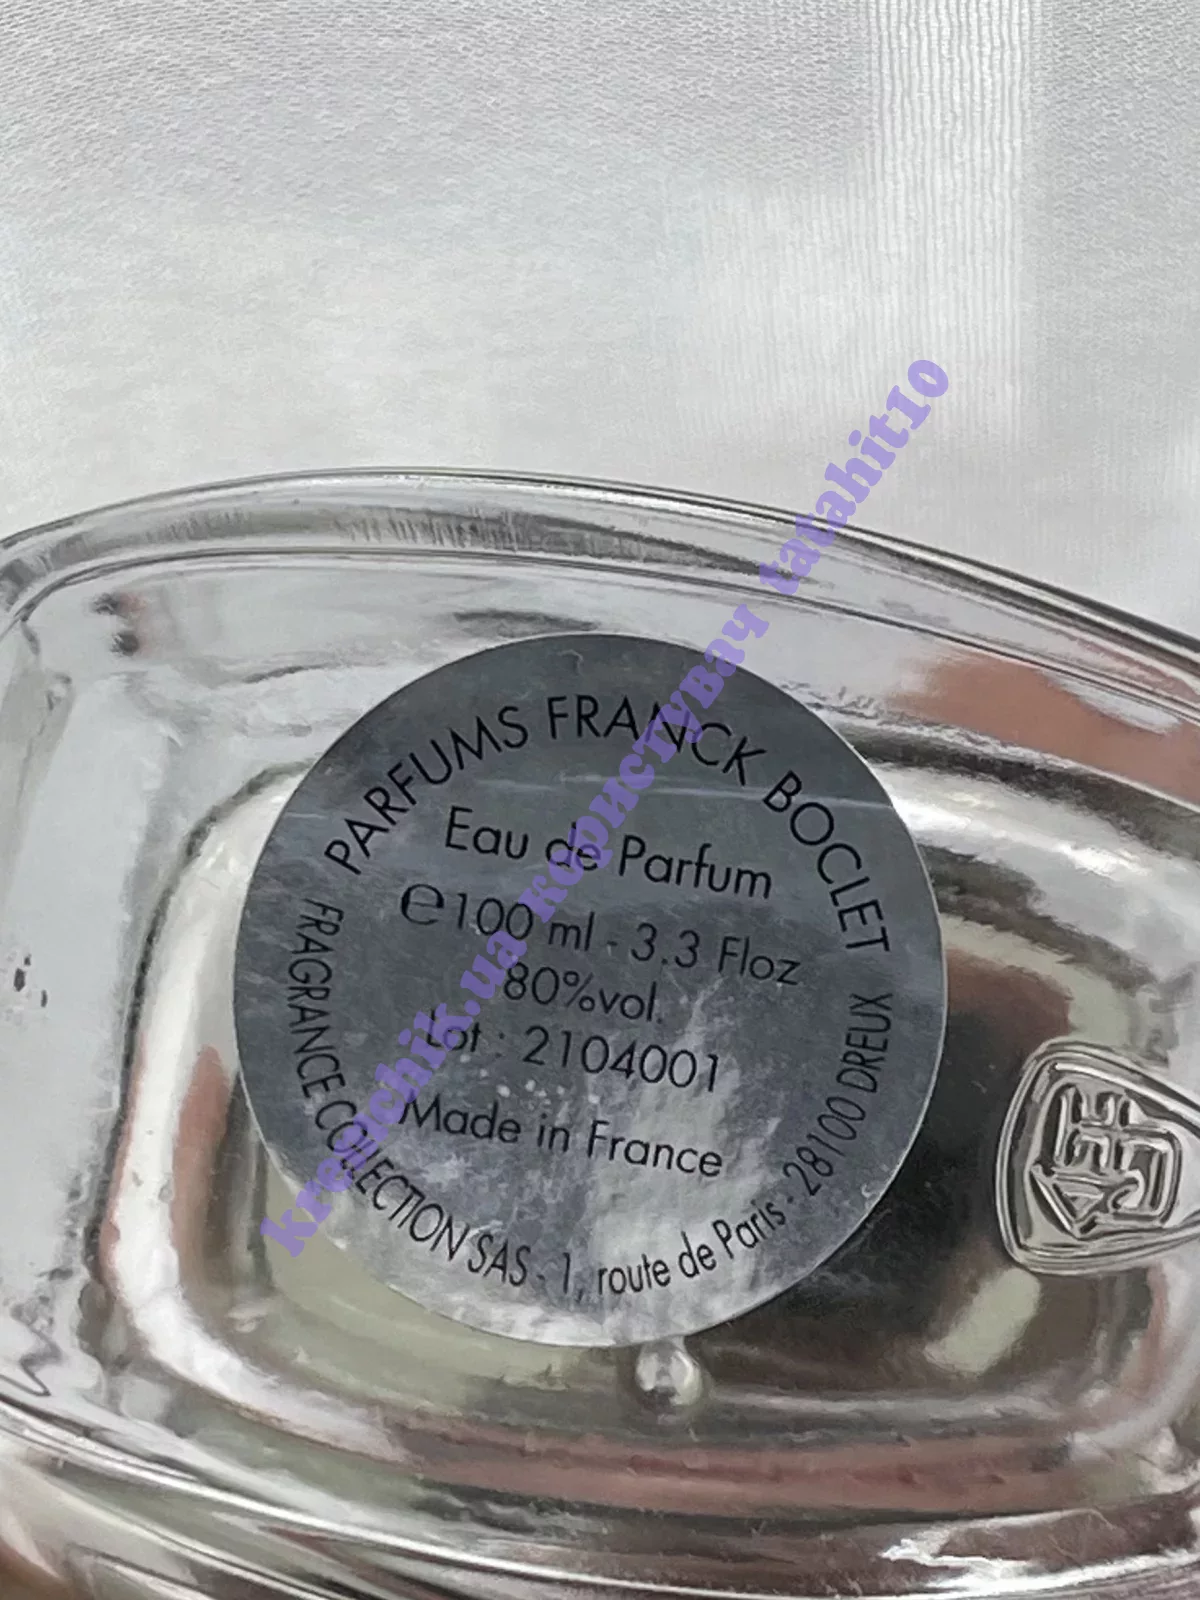 PARFUMS FRANCK BOCLET
Eau de Parfum
℮100 ml - 3.3 Floz
80%vol.
Lot : 2104001
Made in France
FRAGRANCE COLLECTION SAS - 1, route de Paris - 28100 DREUX
kreuchik.ua користувач tatahit10